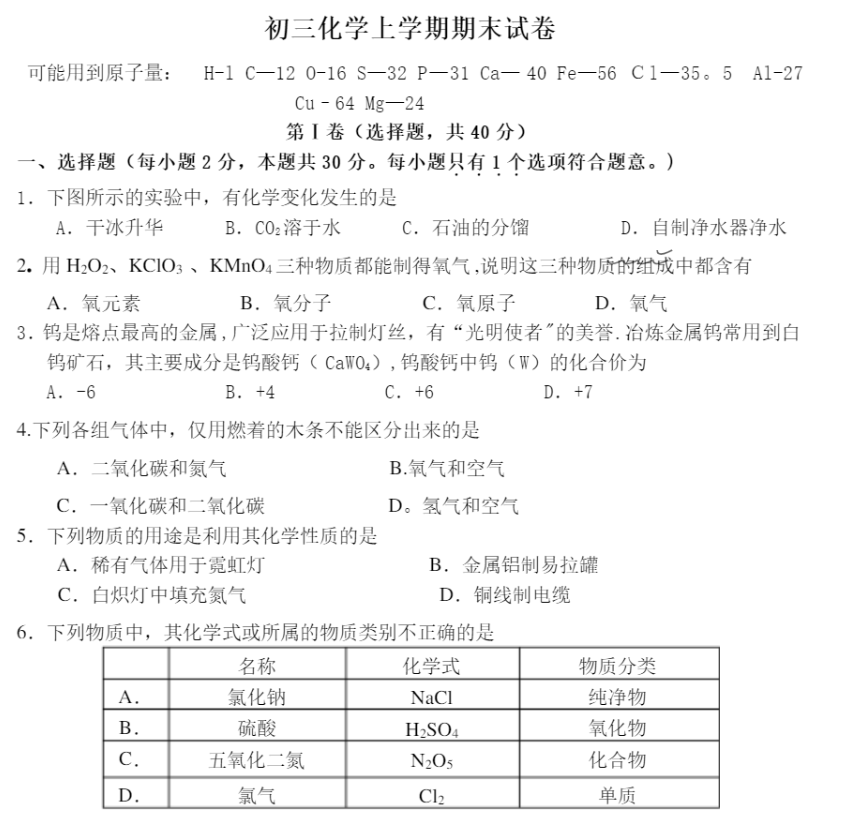 初三化学上学期期末试卷
可能用到原子量： H-1 C—12 O-16 S—32 P—31 Ca— 40 Fe—56 Cl—35。5 Al-27
Cu－64 Mg—24
第Ⅰ卷（选择题，共 40 分）
一、选择题（每小题 2 分，本题共 30 分。每小题只有 1 个选项符合题意。)
1．下图所示的实验中，有化学变化发生的是
A．干冰升华 B．CO₂溶于水 C．石油的分馏 D．自制净水器净水
2．用 H₂O₂、KClO₃ 、KMnO₄ 三种物质都能制得氧气,说明这三种物质的组成中都含有
A．氧元素 B．氧分子 C．氧原子 D．氧气
3．钨是熔点最高的金属,广泛应用于拉制灯丝，有“光明使者"的美誉.冶炼金属钨常用到白
钨矿石，其主要成分是钨酸钙（ CaWO₄）,钨酸钙中钨（W）的化合价为
A．-6 B．+4 C．+6 D．+7
4.下列各组气体中，仅用燃着的木条不能区分出来的是
A．二氧化碳和氮气 B.氧气和空气
C．一氧化碳和二氧化碳 D。氢气和空气
5．下列物质的用途是利用其化学性质的是
A．稀有气体用于霓虹灯 B．金属铝制易拉罐
C．白炽灯中填充氮气 D．铜线制电缆
6．下列物质中，其化学式或所属的物质类别不正确的是
名称 化学式 物质分类
A． 氯化钠 NaCl 纯净物
B． 硫酸 H₂SO₄ 氧化物
C． 五氧化二氮 N₂O₅ 化合物
D． 氯气 Cl₂ 单质